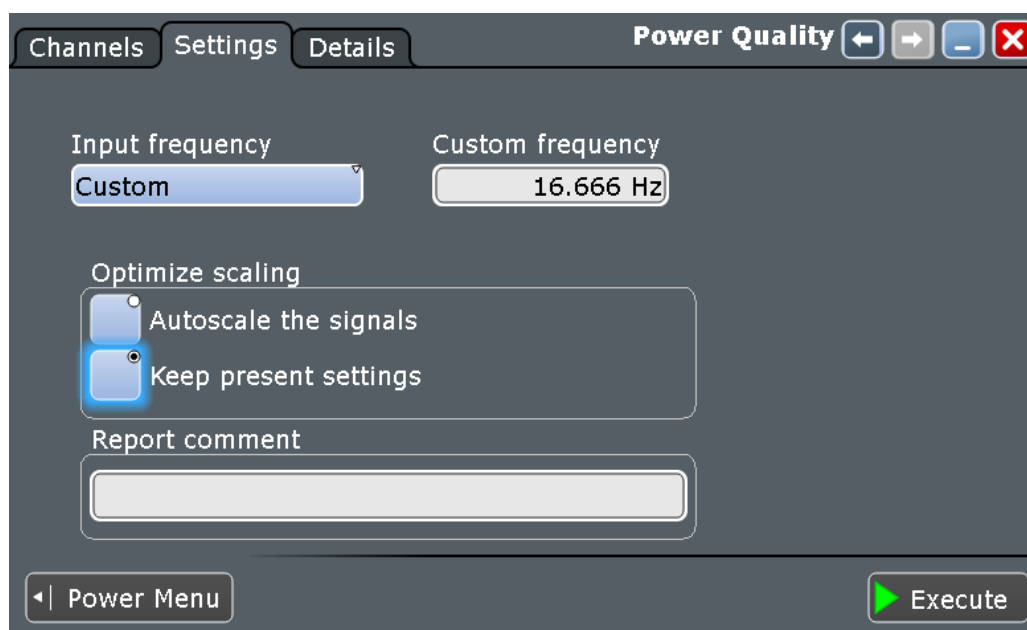 Channels Settings Details Power Quality
Input frequency Custom frequency
Custom 16.666 Hz
Optimize scaling
Autoscale the signals
Keep present settings
Report comment
Power Menu Execute